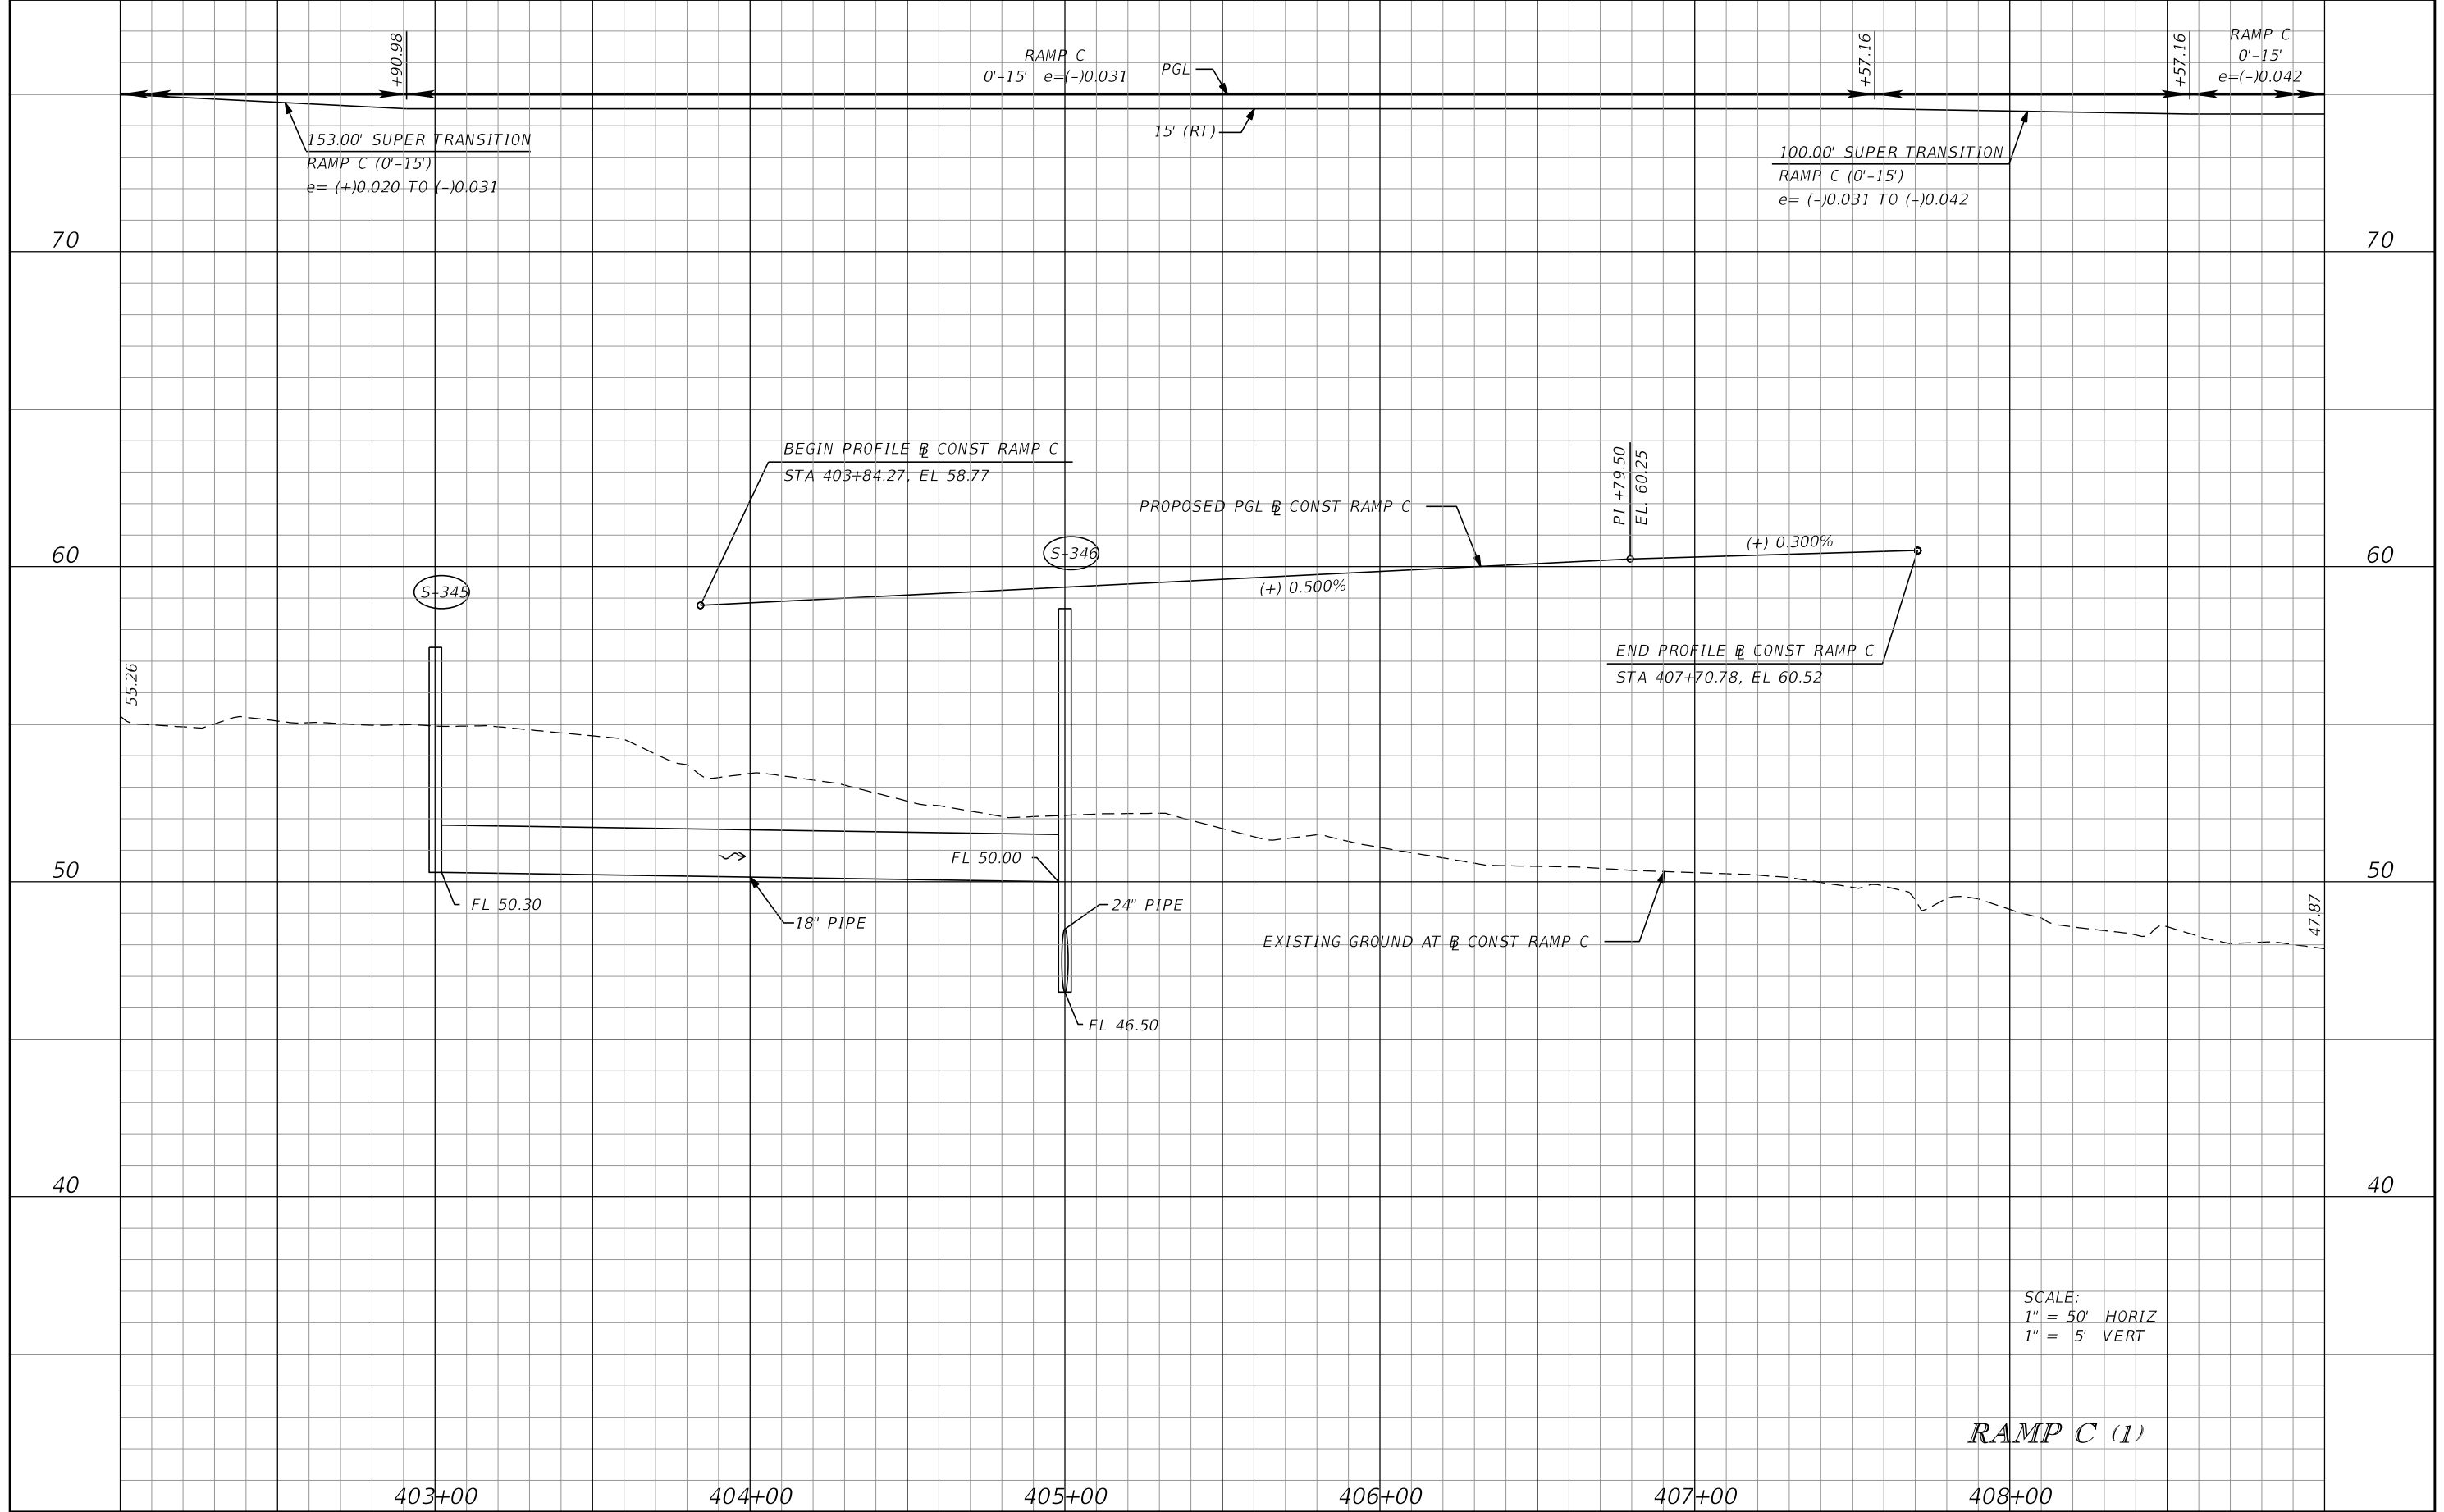 +90.98
RAMP C
0'-15' e=(-)0.031
PGL
15' (RT)
+57.16
+57.16
RAMP C
0'-15'
e=(-)0.042
153.00' SUPER TRANSITION
RAMP C (0'-15')
e= (+)0.020 TO (-)0.031
100.00' SUPER TRANSITION
RAMP C (0'-15')
e= (-)0.031 TO (-)0.042
70
70
BEGIN PROFILE BL CONST RAMP C
STA 403+84.27, EL 58.77
PROPOSED PGL BL CONST RAMP C
PI +79.50
EL. 60.25
60
60
S-345
S-346
(+) 0.500%
(+) 0.300%
END PROFILE BL CONST RAMP C
STA 407+70.78, EL 60.52
55.26
50
50
FL 50.00
FL 50.30
18" PIPE
24" PIPE
EXISTING GROUND AT BL CONST RAMP C
47.87
FL 46.50
40
40
SCALE:
1" = 50' HORIZ
1" = 5' VERT
RAMP C (1)
403+00
404+00
405+00
406+00
407+00
408+00